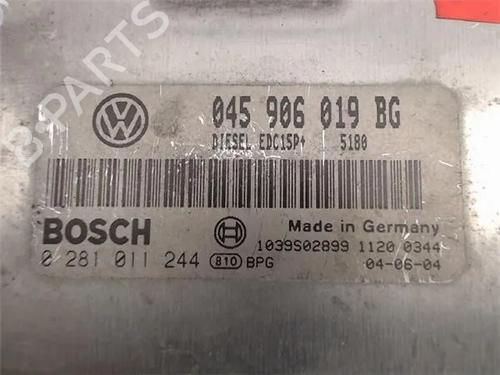 045 906 019 BG
DIESEL EDC15P+ 5180
BOSCH
Made in Germany
1039S02899 1120 0344
0 281 011 244 810 BPG 04-06-04
B-PARTS